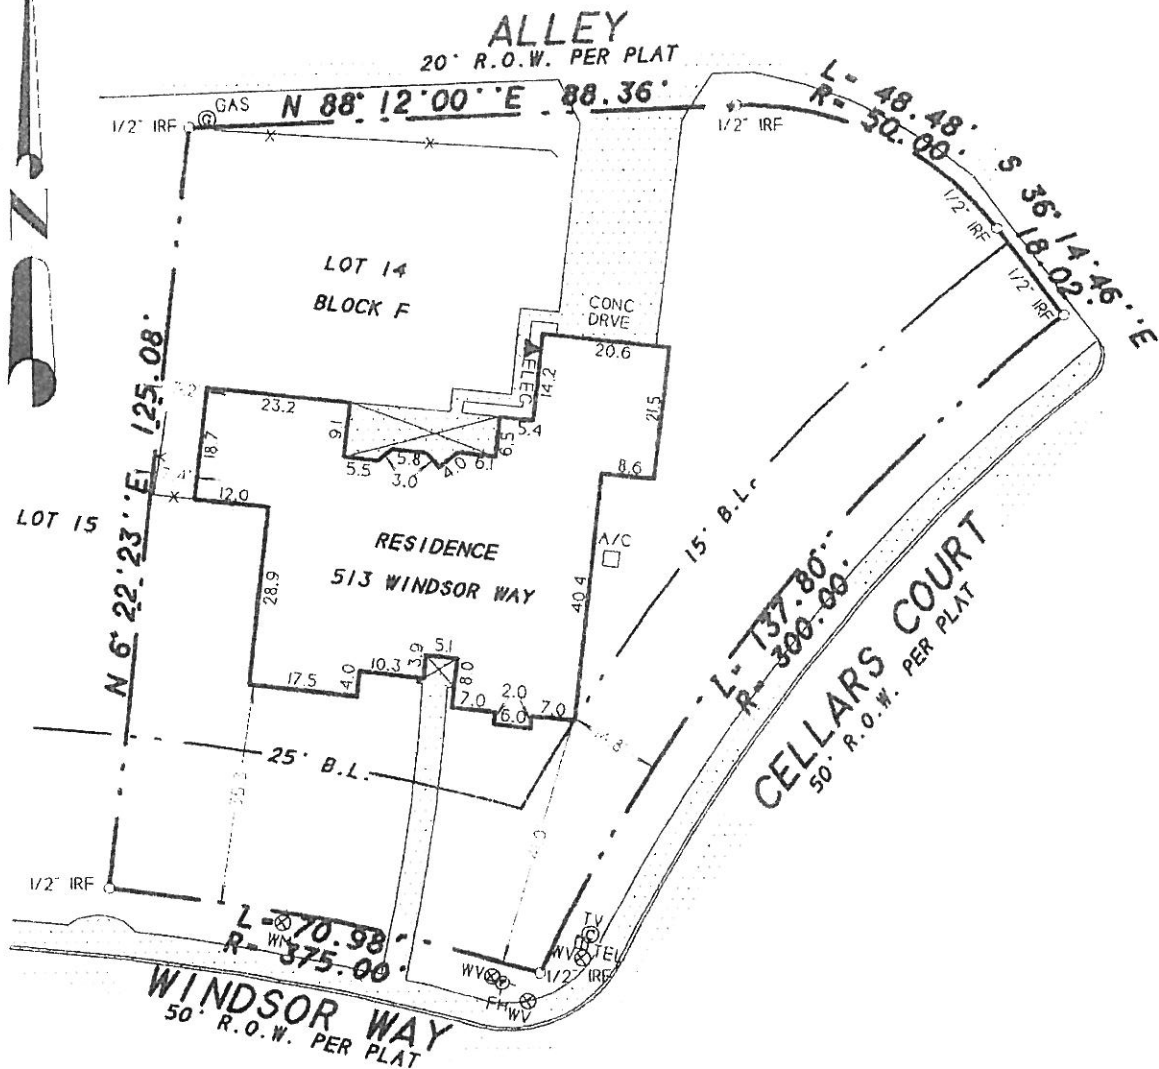 ALLEY
20' R.O.W. PER PLAT
GAS
G
N 88° 12'00''E 88.36'
1/2" IRF
1/2" IRF
L= 48.48'
R= 50.00'
1/2" IRF
S 36° 14'46''E
18.02'
1/2" IRF
N
LOT 14
BLOCK F
CONC
DRVE
20.6
ELEC
14.2
21.5
23.2
9.1
5.4
6.5
5.5
5.8
3.0
4.0
6.1
8.6
18.7
12.0
N 6° 22'23''E 125.08'
LOT 15
RESIDENCE
513 WINDSOR WAY
A/C
28.9
40.4
15' B.L.
5.1
3.9
10.3
8.0
17.5
4.0
7.0
2.0
6.0
7.0
25' B.L.
L= 137.80'
R= 300.00'
CELLARS COURT
50' R.O.W. PER PLAT
1/2" IRF
L= 70.98'
R= 375.00'
WM
TV
C
WV
TEL
WV
1/2" IRF
FH
WV
WINDSOR WAY
50' R.O.W. PER PLAT